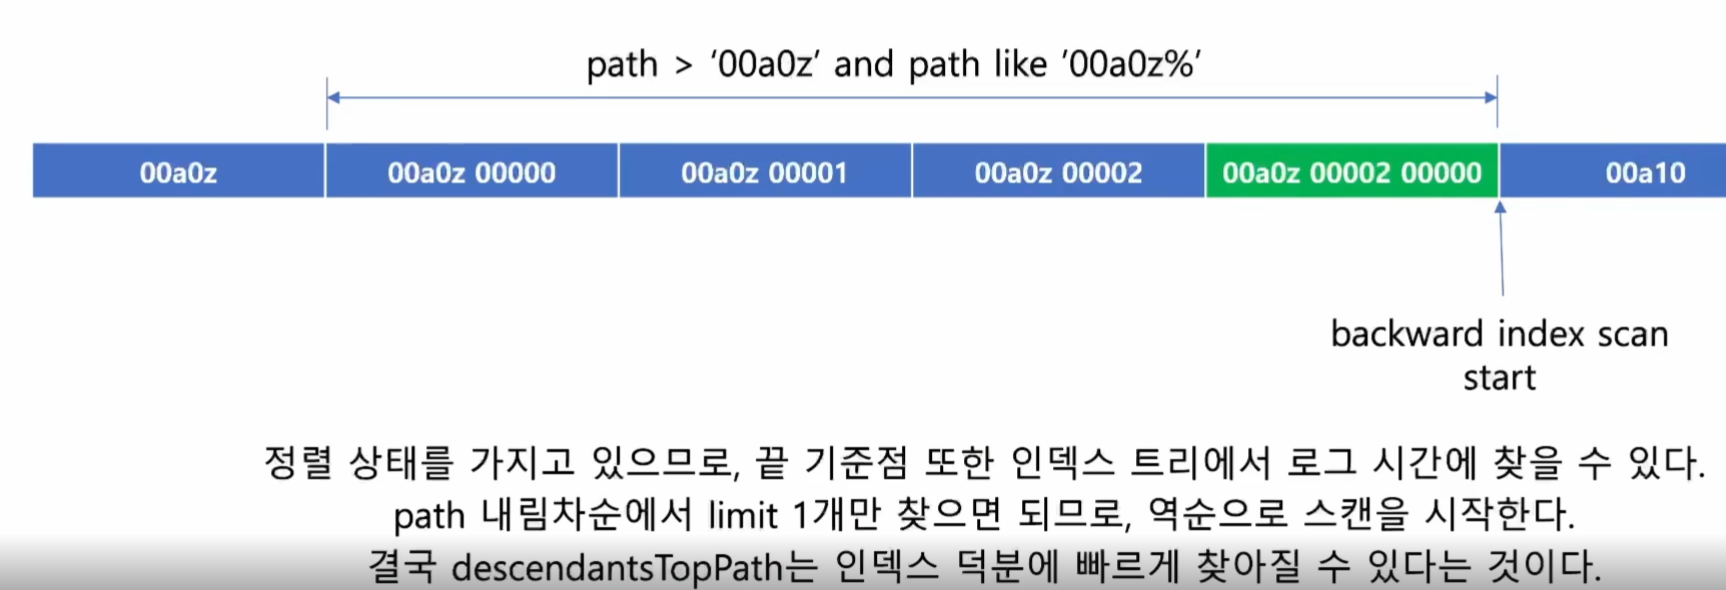 path > '00a0z' and path like '00a0z%'
00a0z 00a0z 00000 00a0z 00001 00a0z 00002 00a0z 00002 00000 00a10
backward index scan
start
정렬 상태를 가지고 있으므로, 끝 기준점 또한 인덱스 트리에서 로그 시간에 찾을 수 있다.
path 내림차순에서 limit 1개만 찾으면 되므로, 역순으로 스캔을 시작한다.
결국 descendantsTopPath는 인덱스 덕분에 빠르게 찾아질 수 있다는 것이다.